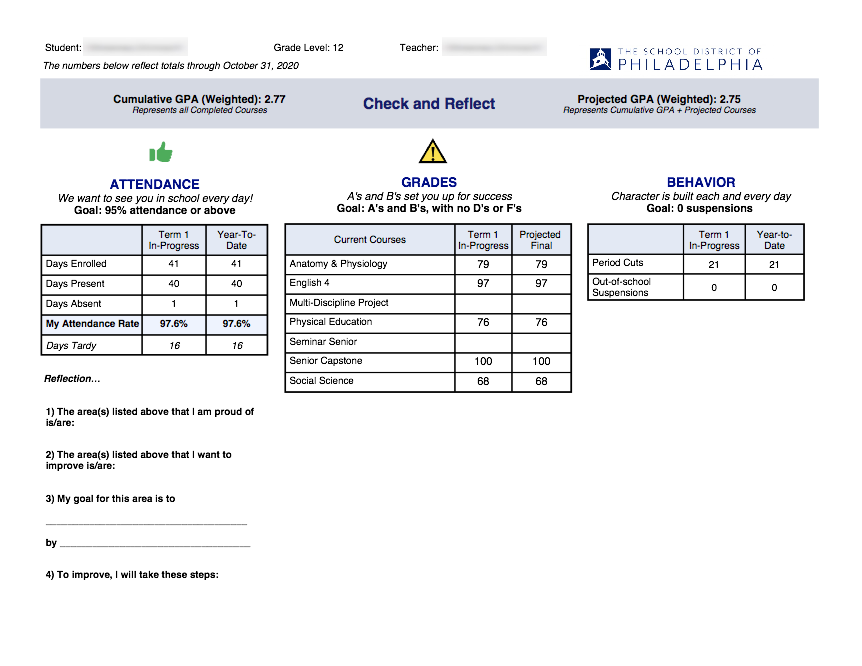 Student:
Grade Level: 12
Teacher:
THE SCHOOL DISTRICT OF
PHILADELPHIA
The numbers below reflect totals through October 31, 2020
Cumulative GPA (Weighted): 2.77
Represents all Completed Courses
Check and Reflect
Projected GPA (Weighted): 2.75
Represents Cumulative GPA + Projected Courses
ATTENDANCE
We want to see you in school every day!
Goal: 95% attendance or above
Term 1 Year-To-
In-Progress Date
Days Enrolled 41 41
Days Present 40 40
Days Absent 1 1
My Attendance Rate 97.6% 97.6%
Days Tardy 16 16
GRADES
A's and B's set you up for success
Goal: A's and B's, with no D's or F's
Current Courses
Term 1 Projected
In-Progress Final
Anatomy & Physiology 79 79
English 4 97 97
Multi-Discipline Project
Physical Education 76 76
Seminar Senior
Senior Capstone 100 100
Social Science 68 68
BEHAVIOR
Character is built each and every day
Goal: 0 suspensions
Term 1 Year-to-
In-Progress Date
Period Cuts 21 21
Out-of-school
Suspensions 0 0
Reflection...
1) The area(s) listed above that I am proud of
is/are:
2) The area(s) listed above that I want to
improve is/are:
3) My goal for this area is to
by
4) To improve, I will take these steps: